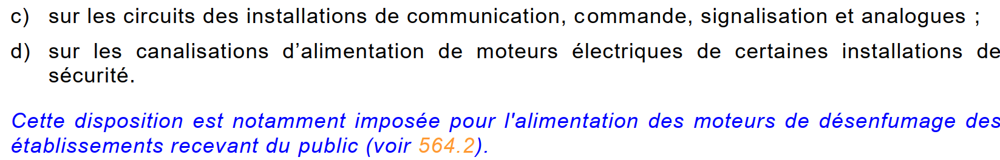 c) sur les circuits des installations de communication, commande, signalisation et analogues ;
d) sur les canalisations d’alimentation de moteurs électriques de certaines installations de
sécurité.
Cette disposition est notamment imposée pour l'alimentation des moteurs de désenfumage des
établissements recevant du public (voir 564.2).